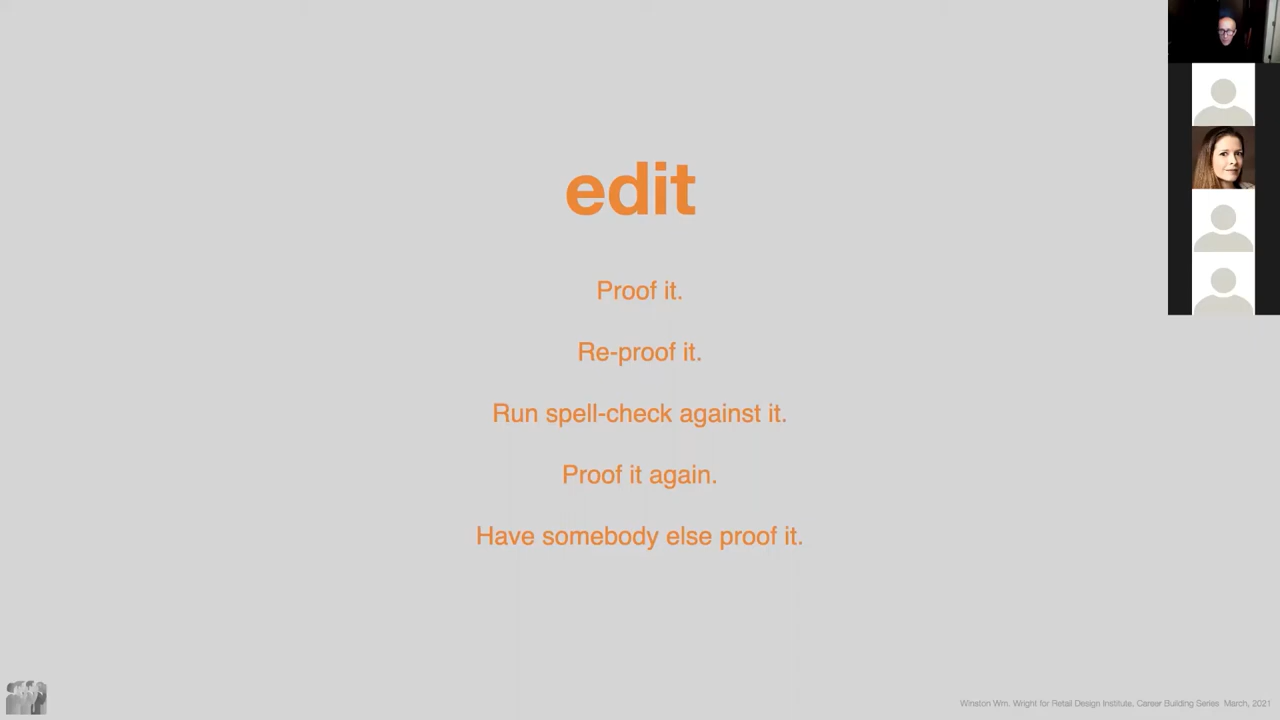 edit
Proof it.
Re-proof it.
Run spell-check against it.
Proof it again.
Have somebody else proof it.
Winston Wm. Wright for Retail Design Institute, Career Building Series March, 2021